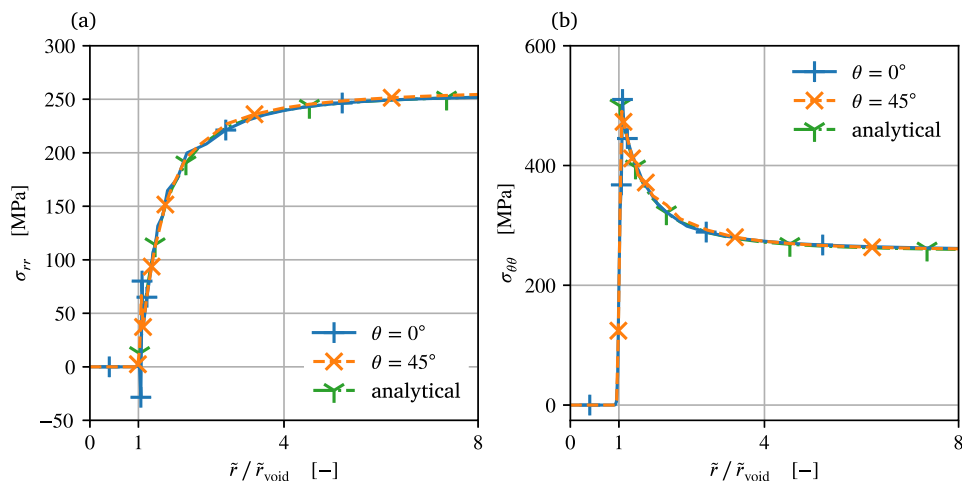 (a)
300
250
200
150
100
50
0
−50
σrr [MPa]
0 1 4 8
r̃ / r̃void [−]
θ = 0°
θ = 45°
analytical
(b)
600
400
200
0
σθθ [MPa]
0 1 4 8
r̃ / r̃void [−]
θ = 0°
θ = 45°
analytical